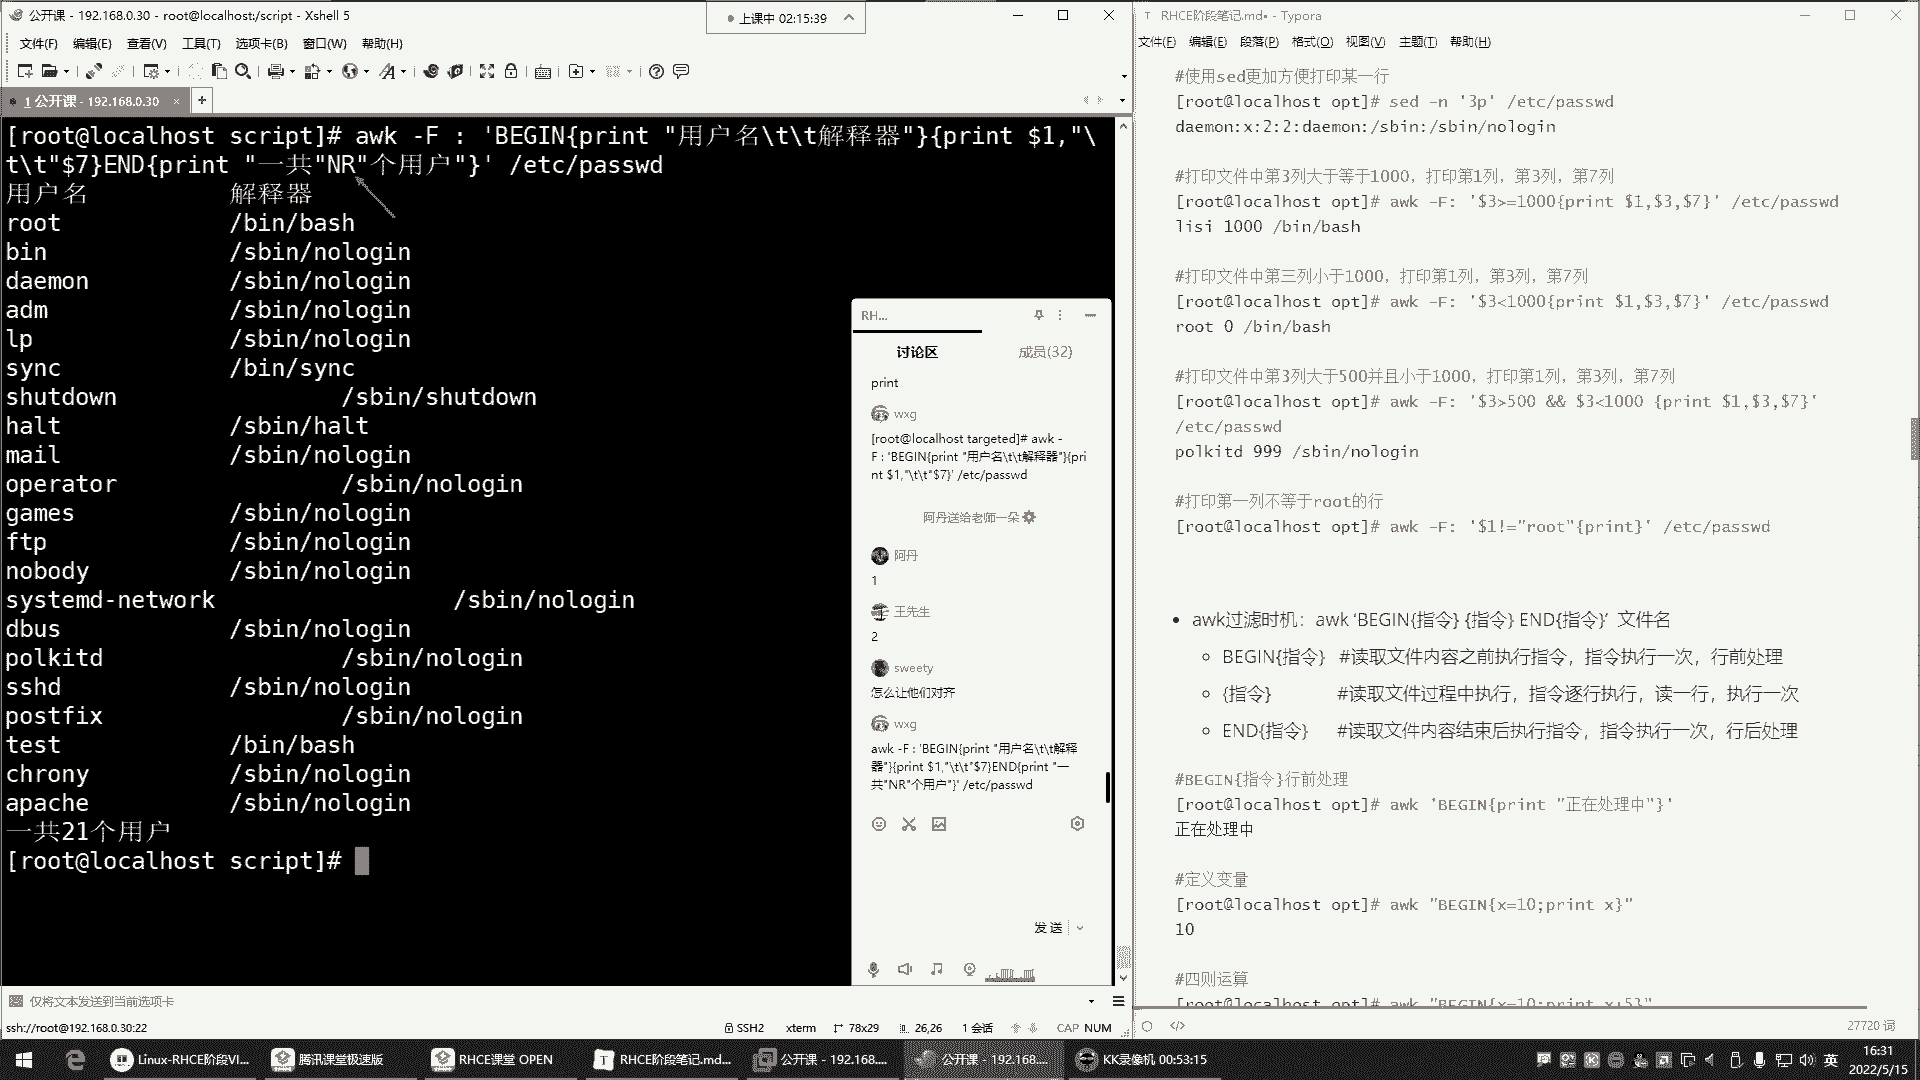 公开课 - 192.168.0.30 - root@localhost:/script - Xshell 5
上课中 02:15:39
文件(F) 编辑(E) 查看(V) 工具(T) 选项卡(B) 窗口(W) 帮助(H)
1 公开课 - 192.168.0.30 × +
[root@localhost script]# awk -F : 'BEGIN{print "用户名\t\t解释器"}{print $1,"\
t\t"$7}END{print "一共"NR"个用户"}' /etc/passwd
用户名 解释器
root /bin/bash
bin /sbin/nologin
daemon /sbin/nologin
adm /sbin/nologin
lp /sbin/nologin
sync /bin/sync
shutdown /sbin/shutdown
halt /sbin/halt
mail /sbin/nologin
operator /sbin/nologin
games /sbin/nologin
ftp /sbin/nologin
nobody /sbin/nologin
systemd-network /sbin/nologin
dbus /sbin/nologin
polkitd /sbin/nologin
sshd /sbin/nologin
postfix /sbin/nologin
test /bin/bash
chrony /sbin/nologin
apache /sbin/nologin
一共21个用户
[root@localhost script]#
RH...
讨论区 成员(32)
print
wxg
[root@localhost targeted]# awk -
F : 'BEGIN{print "用户名\t\t解释器"}{pri
nt $1,"\t\t"$7}' /etc/passwd
阿丹送给老师一朵
阿丹
1
王先生
2
sweety
怎么让他们对齐
wxg
awk -F : 'BEGIN{print "用户名\t\t解释
器"}{print $1,"\t\t"$7}END{print "一
共"NR"个用户"}' /etc/passwd
发送
仅将文本发送到当前选项卡
ssh://root@192.168.0.30:22 SSH2 xterm 78x29 26,26 1 会话 CAP NUM
RHCE阶段笔记.md• - Typora
文件(F) 编辑(E) 段落(P) 格式(O) 视图(V) 主题(T) 帮助(H)
#使用sed更加方便打印某一行
[root@localhost opt]# sed -n '3p' /etc/passwd
daemon:x:2:2:daemon:/sbin:/sbin/nologin
#打印文件中第3列大于等于1000，打印第1列，第3列，第7列
[root@localhost opt]# awk -F: '$3>=1000{print $1,$3,$7}' /etc/passwd
lisi 1000 /bin/bash
#打印文件中第三列小于1000，打印第1列，第3列，第7列
[root@localhost opt]# awk -F: '$3<1000{print $1,$3,$7}' /etc/passwd
root 0 /bin/bash
#打印文件中第3列大于500并且小于1000，打印第1列，第3列，第7列
[root@localhost opt]# awk -F: '$3>500 && $3<1000 {print $1,$3,$7}'
/etc/passwd
polkitd 999 /sbin/nologin
#打印第一列不等于root的行
[root@localhost opt]# awk -F: '$1!="root"{print}' /etc/passwd
• awk过滤时机：awk ‘BEGIN{指令} {指令} END{指令}’ 文件名
BEGIN{指令} #读取文件内容之前执行指令，指令执行一次，行前处理
{指令} #读取文件过程中执行，指令逐行执行，读一行，执行一次
END{指令} #读取文件内容结束后执行指令，指令执行一次，行后处理
#BEGIN{指令}行前处理
[root@localhost opt]# awk 'BEGIN{print "正在处理中"}'
正在处理中
#定义变量
[root@localhost opt]# awk "BEGIN{x=10;print x}"
10
#四则运算
[root@localhost opt]# awk "BEGIN{x=10;print x+5}"
</> 27720 词
Linux-RHCE阶段VI... 腾讯课堂极速版 RHCE课堂 OPEN RHCE阶段笔记.md... 公开课 - 192.168.... 公开课 - 192.168.... KK录像机 00:53:15
英
16:31
2022/5/15